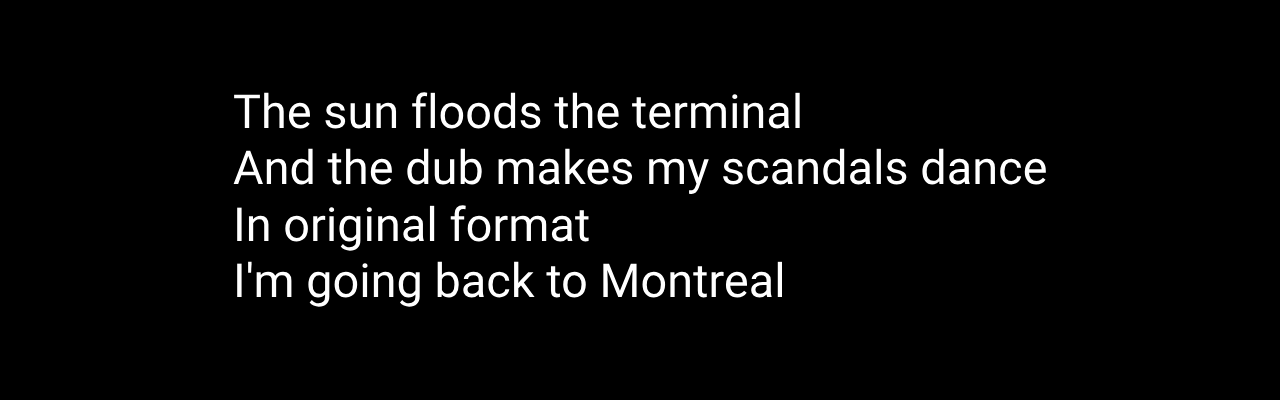 The sun floods the terminal
And the dub makes my scandals dance
In original format
I'm going back to Montreal